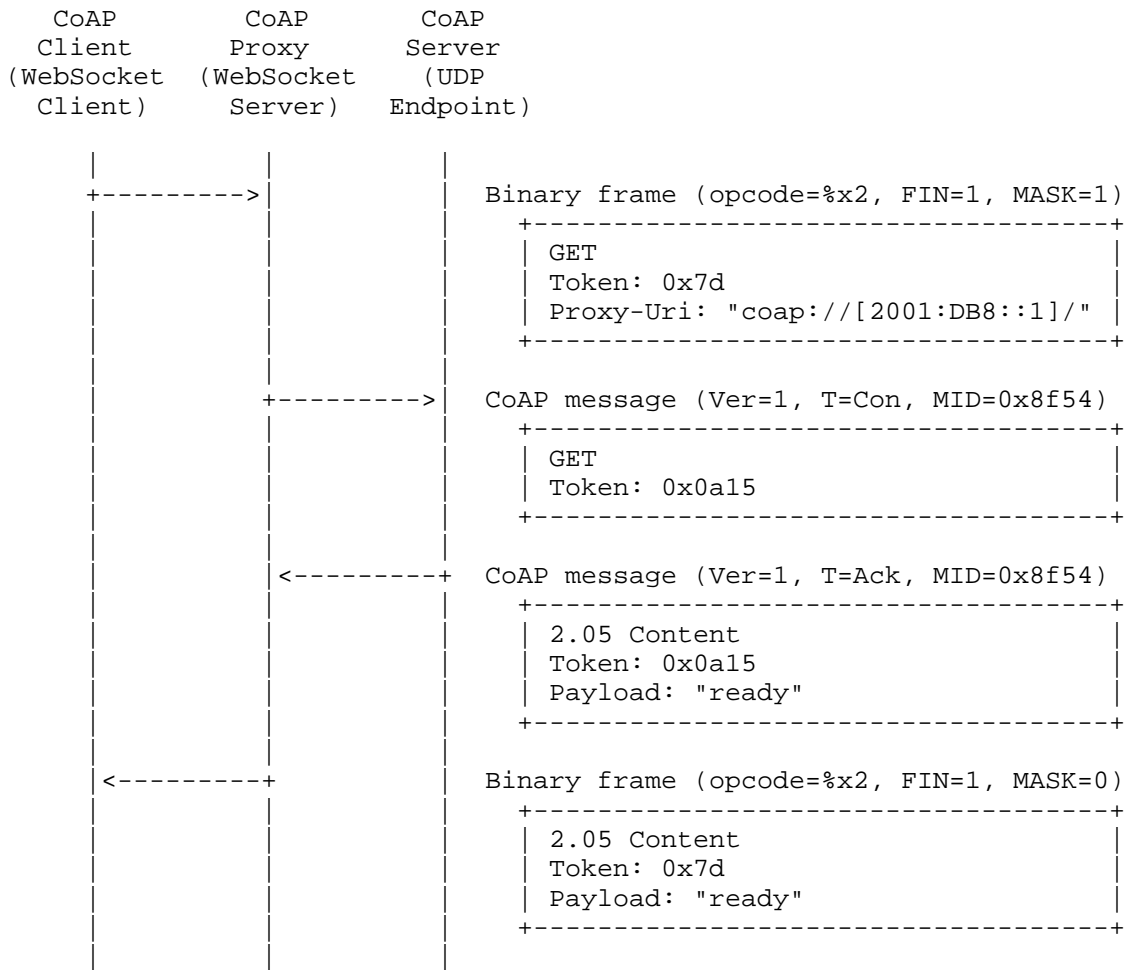 CoAP CoAP CoAP
Client Proxy Server
(WebSocket (WebSocket (UDP
Client) Server) Endpoint)
Binary frame (opcode=%x2, FIN=1, MASK=1)
GET
Token: 0x7d
Proxy-Uri: "coap://[2001:DB8::1]/"
CoAP message (Ver=1, T=Con, MID=0x8f54)
GET
Token: 0x0a15
CoAP message (Ver=1, T=Ack, MID=0x8f54)
2.05 Content
Token: 0x0a15
Payload: "ready"
Binary frame (opcode=%x2, FIN=1, MASK=0)
2.05 Content
Token: 0x7d
Payload: "ready"